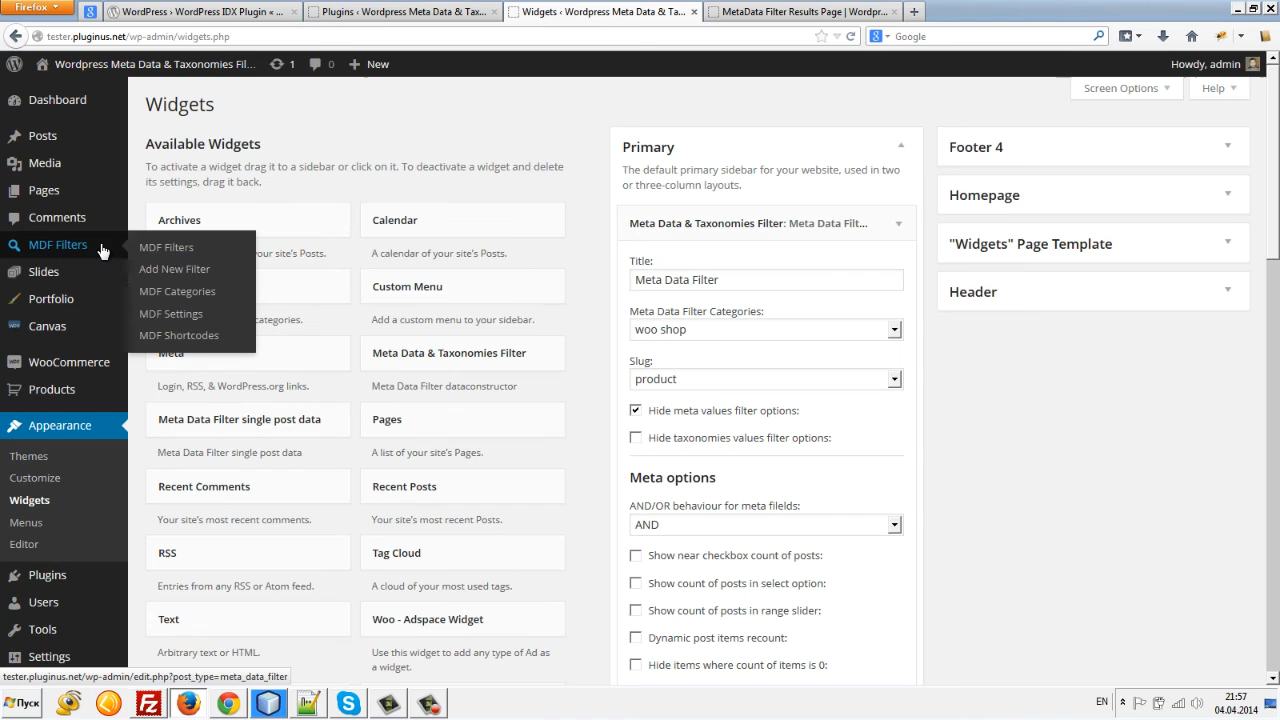 Firefox
WordPress › WordPress IDX Plugin «...
Plugins ‹ Wordpress Meta Data & Taxonomies ...
Widgets ‹ Wordpress Meta Data & Ta...
MetaData Filter Results Page | Wordpr...
tester.pluginus.net/wp-admin/widgets.php
Google
Wordpress Meta Data & Taxonomies Fil...
1
0
New
Howdy, admin
Dashboard
Posts
Media
Pages
Comments
MDF Filters
Slides
Portfolio
Canvas
WooCommerce
Products
Appearance
Themes
Customize
Widgets
Menus
Editor
Plugins
Users
Tools
Settings
MDF Filters
Add New Filter
MDF Categories
MDF Settings
MDF Shortcodes
Screen Options
Help
Widgets
Available Widgets
To activate a widget drag it to a sidebar or click on it. To deactivate a widget and delete
its settings, drag it back.
Archives
Calendar
your site's Posts.
A calendar of your site's Posts.
Custom Menu
categories.
Add a custom menu to your sidebar.
Meta
Meta Data & Taxonomies Filter
Login, RSS, & WordPress.org links.
Meta Data Filter dataconstructor
Meta Data Filter single post data
Pages
Meta Data Filter single post data
A list of your site's Pages.
Recent Comments
Recent Posts
Your site's most recent comments.
Your site's most recent Posts.
RSS
Tag Cloud
Entries from any RSS or Atom feed.
A cloud of your most used tags.
Text
Woo - Adspace Widget
Arbitrary text or HTML.
Use this widget to add any type of Ad as
a widget.
Primary
The default primary sidebar for your website, used in two
or three-column layouts.
Meta Data & Taxonomies Filter: Meta Data Filt...
Title:
Meta Data Filter
Meta Data Filter Categories:
woo shop
Slug:
product
Hide meta values filter options:
Hide taxonomies values filter options:
Meta options
AND/OR behaviour for meta filelds:
AND
Show near checkbox count of posts:
Show count of posts in select option:
Show count of posts in range slider:
Dynamic post items recount:
Hide items where count of items is 0:
Footer 4
Homepage
"Widgets" Page Template
Header
tester.pluginus.net/wp-admin/edit.php?post_type=meta_data_filter
Пуск
EN
21:57
04.04.2014